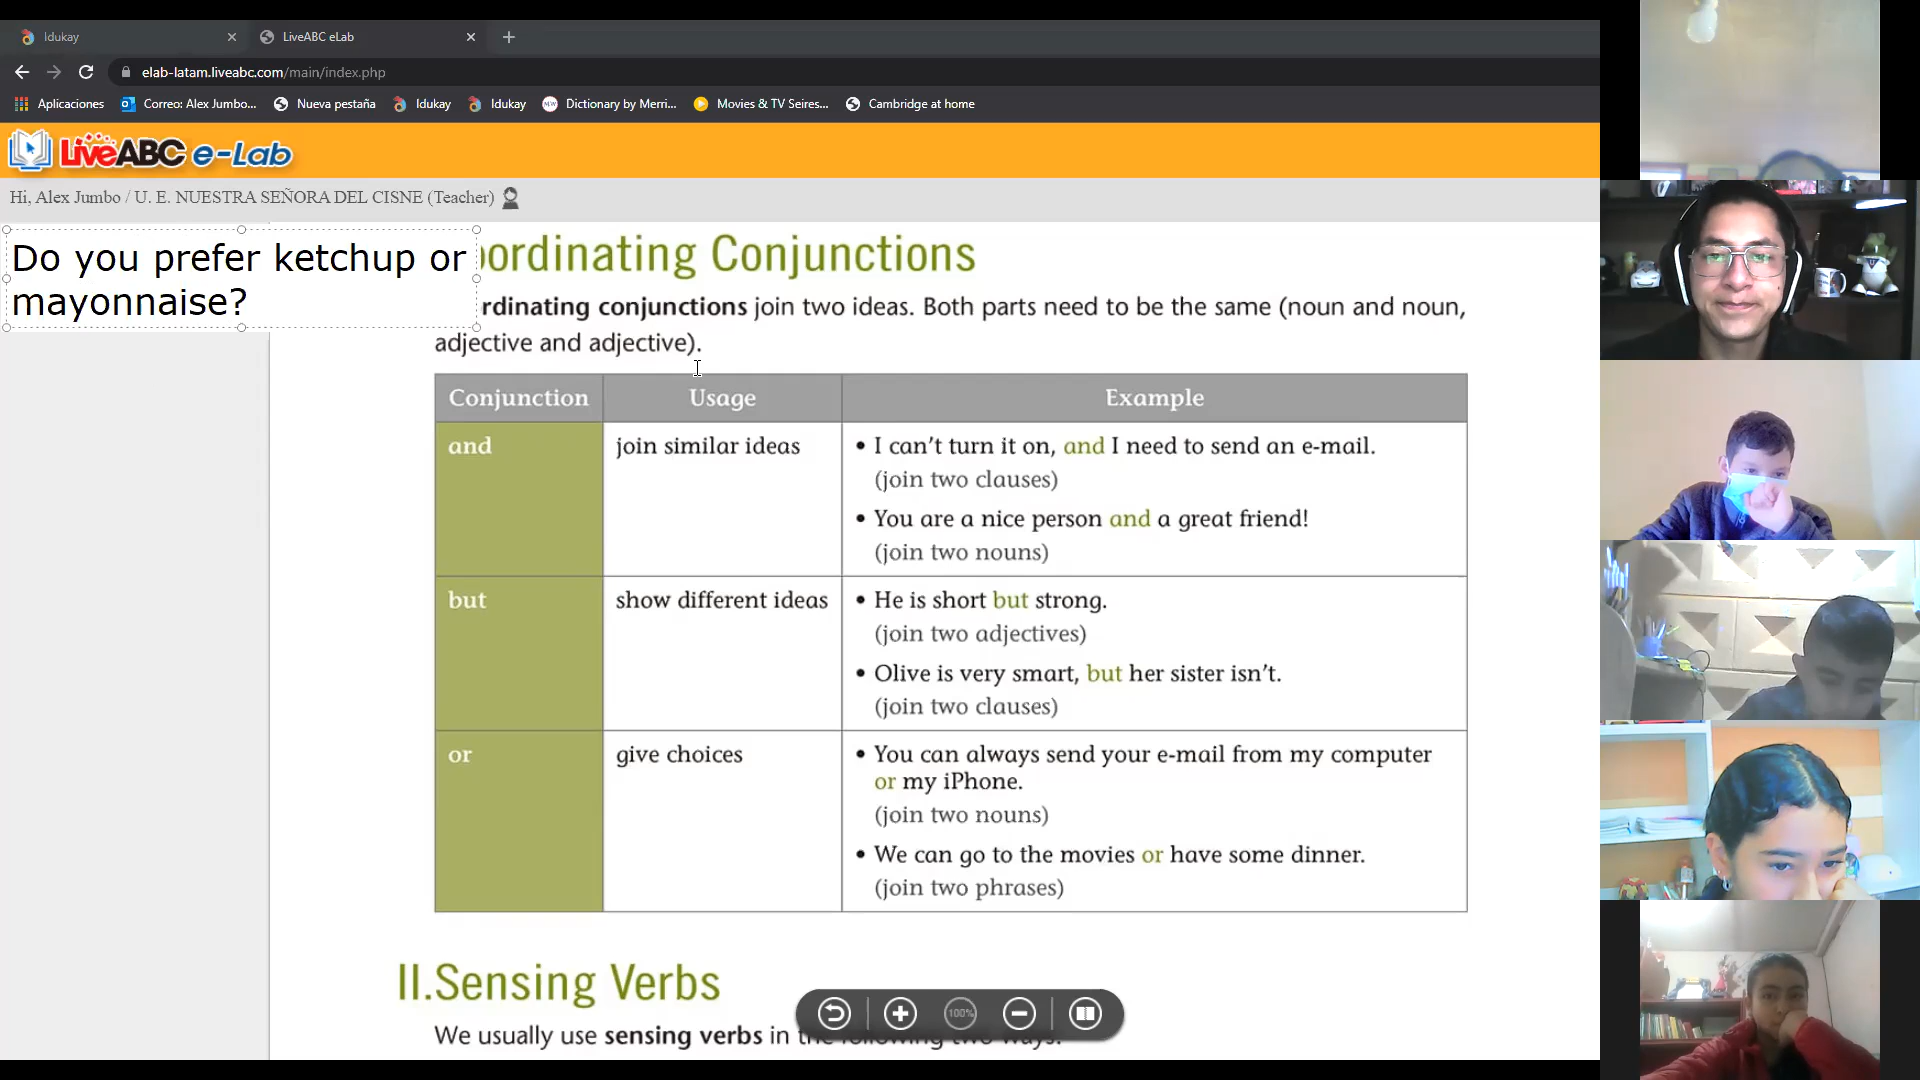 Idukay
LiveABC eLab
elab-latam.liveabc.com/main/index.php
Aplicaciones Correo: Alex Jumbo... Nueva pestaña Idukay Idukay Dictionary by Merri... Movies & TV Seires... Cambridge at home
LiveABC e-Lab
Hi, Alex Jumbo / U. E. NUESTRA SEÑORA DEL CISNE (Teacher)
Do you prefer ketchup or
mayonnaise?
ordinating Conjunctions
rdinating conjunctions join two ideas. Both parts need to be the same (noun and noun,
adjective and adjective).
Conjunction Usage Example
and join similar ideas • I can't turn it on, and I need to send an e-mail.
(join two clauses)
• You are a nice person and a great friend!
(join two nouns)
but show different ideas • He is short but strong.
(join two adjectives)
• Olive is very smart, but her sister isn't.
(join two clauses)
or give choices • You can always send your e-mail from my computer
or my iPhone.
(join two nouns)
• We can go to the movies or have some dinner.
(join two phrases)
II.Sensing Verbs
100%
We usually use sensing verbs in the following two ways.